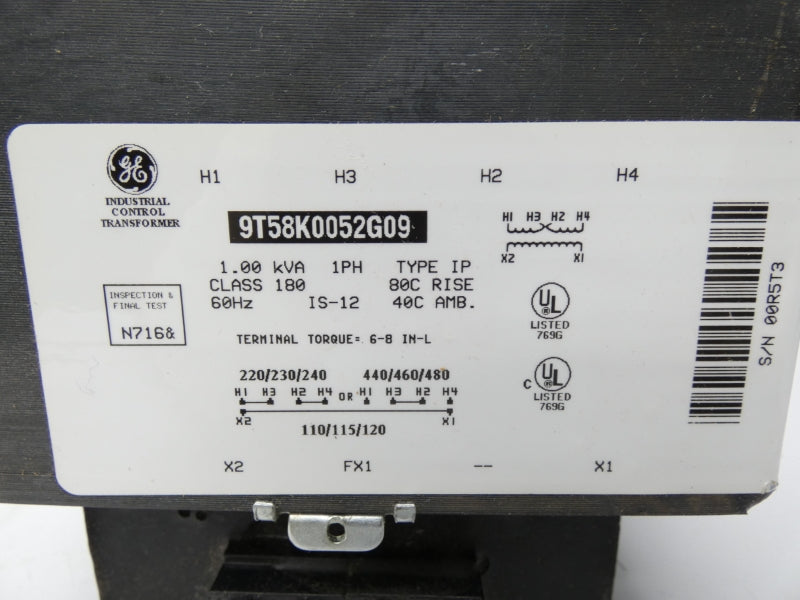 H1 H3 H2 H4
GE
INDUSTRIAL
CONTROL
TRANSFORMER
9T58K0052G09
H1 H3 H2 H4
X2 X1
1.00 kVA 1PH TYPE IP
CLASS 180 80C RISE
60Hz IS-12 40C AMB.
INSPECTION &
FINAL TEST
N716&
UL
LISTED
769G
TERMINAL TORQUE= 6-8 IN-L
C UL
LISTED
769G
220/230/240 440/460/480
H1 H3 H2 H4 OR H1 H3 H2 H4
X2 X1
110/115/120
X2 FX1 -- X1
S/N 00R5T3